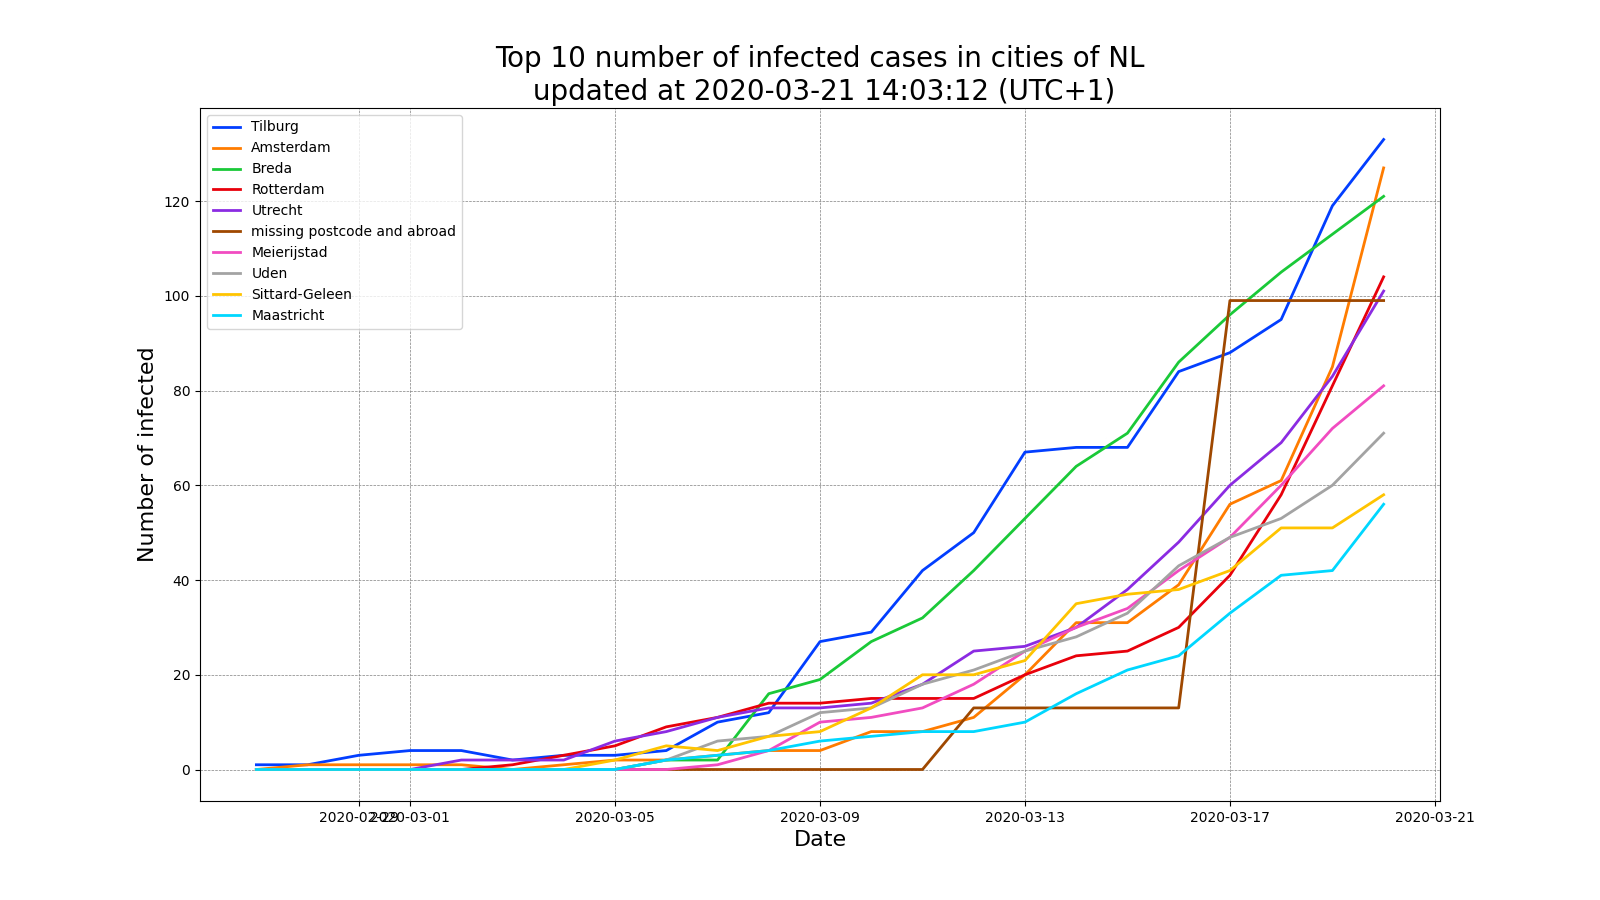 Top 10 number of infected cases in cities of NL
updated at 2020-03-21 14:03:12 (UTC+1)
Tilburg
Amsterdam
Breda
Rotterdam
Utrecht
missing postcode and abroad
Meierijstad
Uden
Sittard-Geleen
Maastricht
Number of infected
120
100
80
60
40
20
0
2020-02-29
2020-03-01
2020-03-05
2020-03-09
2020-03-13
2020-03-17
2020-03-21
Date